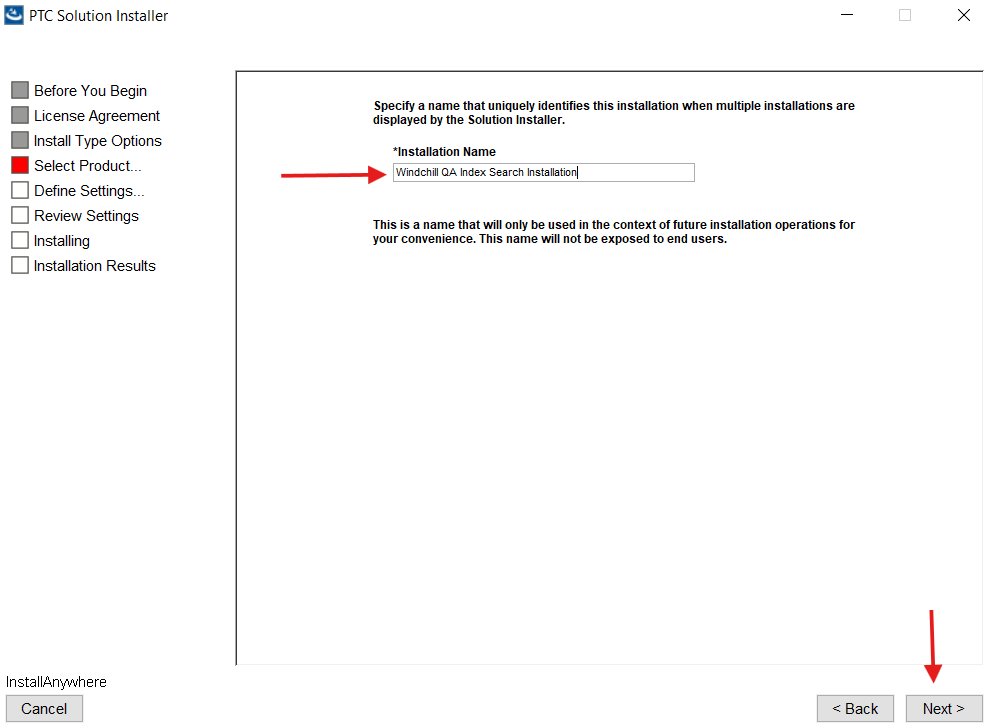 PTC Solution Installer
Before You Begin
License Agreement
Install Type Options
Select Product...
Define Settings...
Review Settings
Installing
Installation Results
Specify a name that uniquely identifies this installation when multiple installations are
displayed by the Solution Installer.
*Installation Name
Windchill QA Index Search Installation
This is a name that will only be used in the context of future installation operations for
your convenience. This name will not be exposed to end users.
InstallAnywhere
Cancel
< Back
Next >